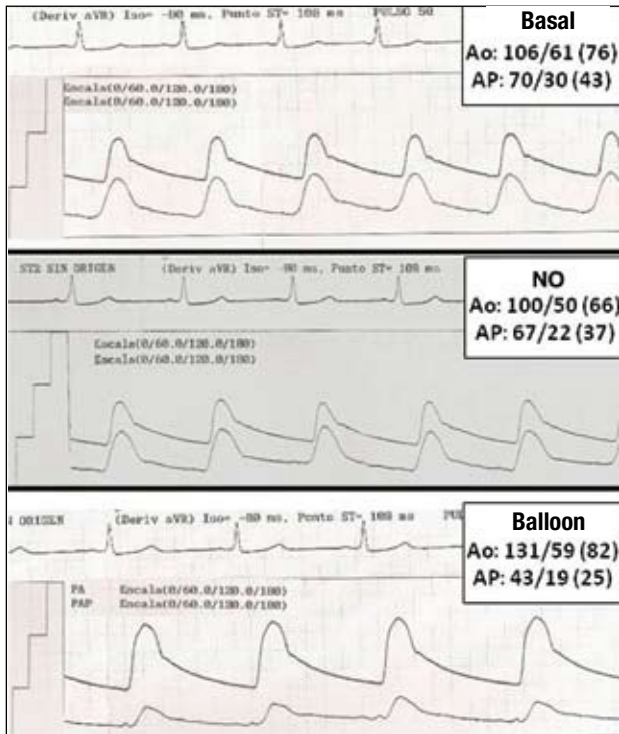 (Deriv aVR) Iso= -80 ms, Punto ST= 108 ms PULSO 50
Basal
Ao: 106/61 (76)
AP: 70/30 (43)
Escala(0/60.0/120.0/180)
Escala(0/60.0/120.0/180)
ST2 SIN ORIGEN (Deriv aVR) Iso= -80 ms, Punto ST= 108 ms
NO
Ao: 100/50 (66)
AP: 67/22 (37)
Escala(0/60.0/120.0/180)
Escala(0/60.0/120.0/180)
N ORIGEN (Deriv aVR) Iso= -80 ms, Punto ST= 108 ms
Balloon
Ao: 131/59 (82)
AP: 43/19 (25)
PA Escala(0/60.0/120.0/180)
PAP Escala(0/60.0/120.0/180)